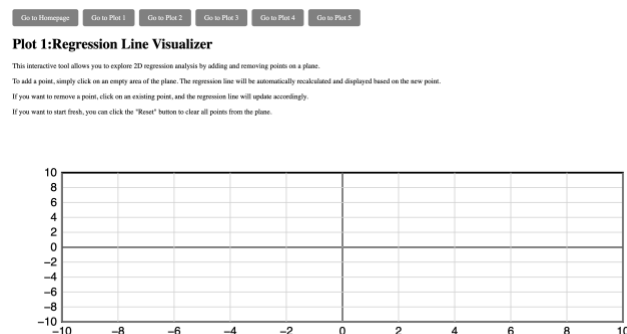 Go to Homepage Go to Plot 1 Go to Plot 2 Go to Plot 3 Go to Plot 4 Go to Plot 5
Plot 1:Regression Line Visualizer
This interactive tool allows you to explore 2D regression analysis by adding and removing points on a plane.
To add a point, simply click on an empty area of the plane. The regression line will be automatically recalculated and displayed based on the new point.
If you want to remove a point, click on an existing point, and the regression line will update accordingly.
If you want to start fresh, you can click the "Reset" button to clear all points from the plane.
10
8
6
4
2
0
−2
−4
−6
−8
−10
−10 −8 −6 −4 −2 0 2 4 6 8 10